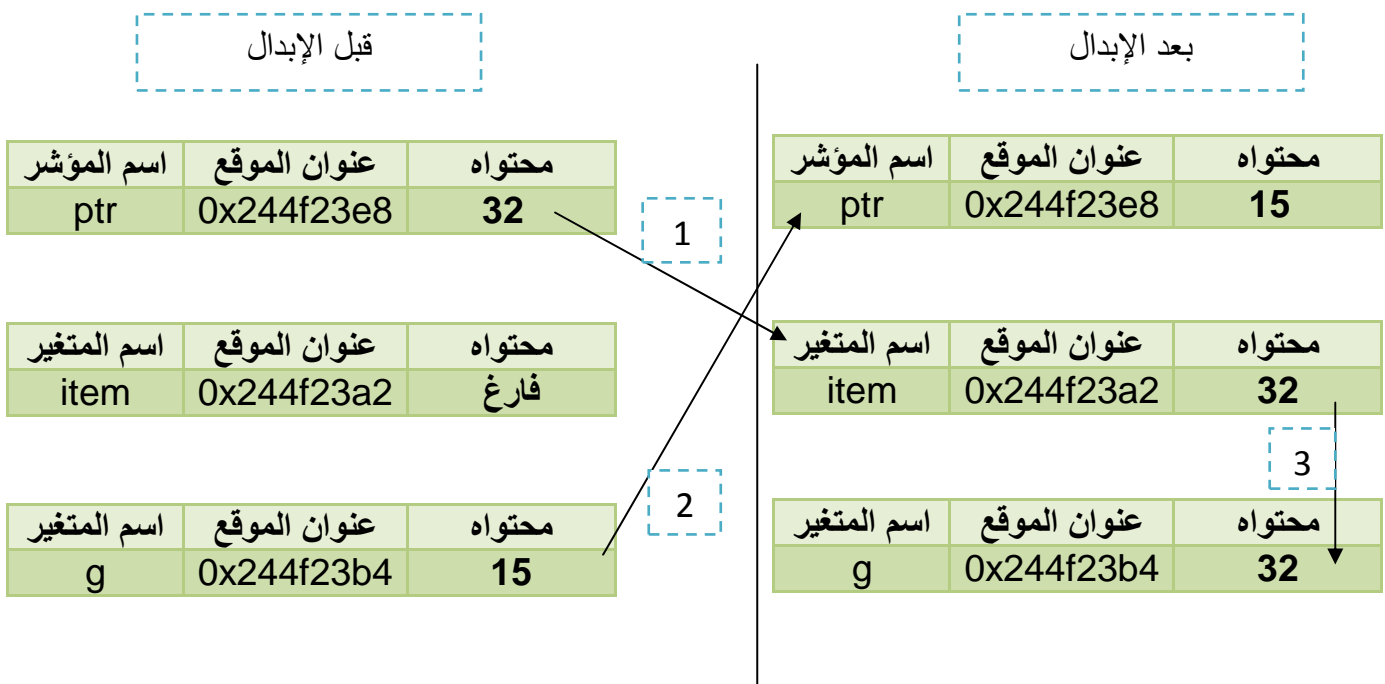 قبل الإبدال
بعد الإبدال
اسم المؤشر عنوان الموقع محتواه
ptr 0x244f23e8 32
اسم المؤشر عنوان الموقع محتواه
ptr 0x244f23e8 15
1
اسم المتغير عنوان الموقع محتواه
item 0x244f23a2 فارغ
اسم المتغير عنوان الموقع محتواه
item 0x244f23a2 32
3
2
اسم المتغير عنوان الموقع محتواه
g 0x244f23b4 15
اسم المتغير عنوان الموقع محتواه
g 0x244f23b4 32